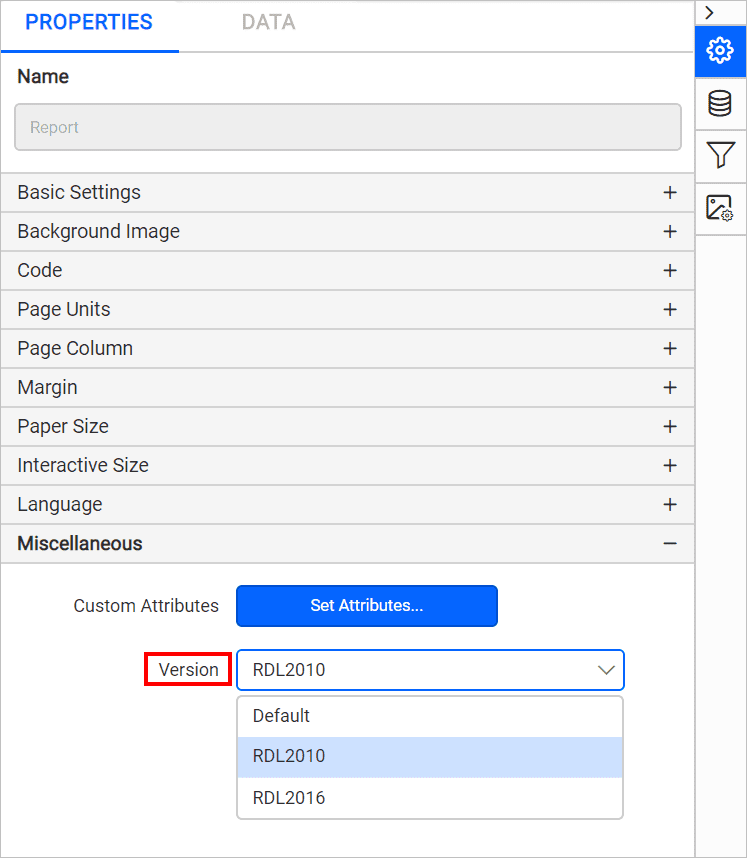 PROPERTIES DATA
Name
Report
Basic Settings
Background Image
Code
Page Units
Page Column
Margin
Paper Size
Interactive Size
Language
Miscellaneous
Custom Attributes Set Attributes...
Version RDL2010
Default
RDL2010
RDL2016